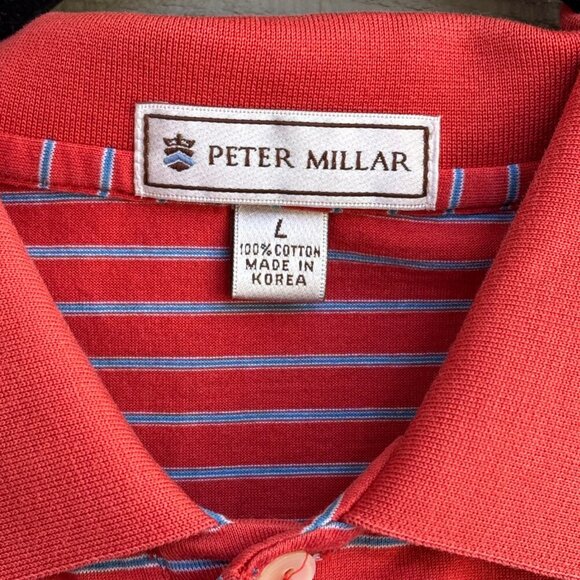 PETER MILLAR
L
100% COTTON
MADE IN
KOREA